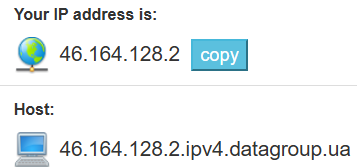 Your IP address is:
46.164.128.2 copy
Host:
46.164.128.2.ipv4.datagroup.ua